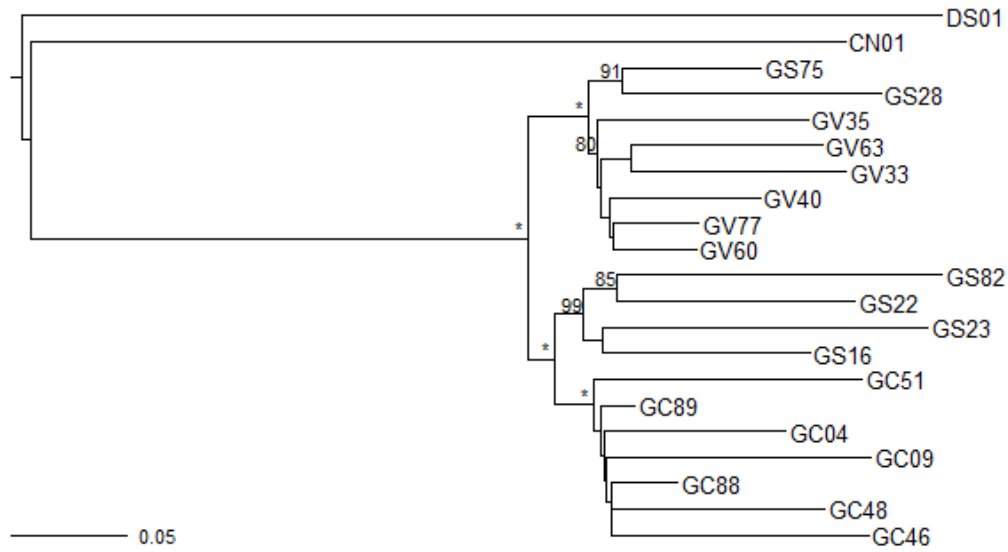 DS01
CN01
91
GS75
GS28
*
GV35
80
GV63
GV33
GV40
*
GV77
GV60
85
GS82
99
GS22
GS23
*
GS16
*
GC51
GC89
GC04
GC09
GC88
GC48
0.05
GC46